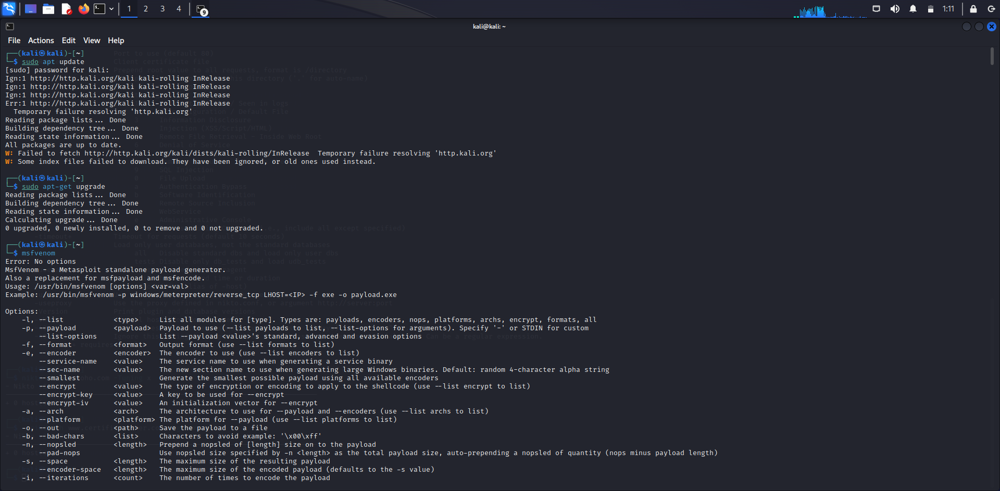 1 2 3 4 9 1:11
kali@kali: ~
File Actions Edit View Help
┌──(kali㉿kali)-[~]
└─$ sudo apt update
[sudo] password for kali:
Ign:1 http://http.kali.org/kali kali-rolling InRelease
Ign:1 http://http.kali.org/kali kali-rolling InRelease
Ign:1 http://http.kali.org/kali kali-rolling InRelease
Err:1 http://http.kali.org/kali kali-rolling InRelease
  Temporary failure resolving 'http.kali.org'
Reading package lists... Done
Building dependency tree... Done
Reading state information... Done
All packages are up to date.
W: Failed to fetch http://http.kali.org/kali/dists/kali-rolling/InRelease  Temporary failure resolving 'http.kali.org'
W: Some index files failed to download. They have been ignored, or old ones used instead.
┌──(kali㉿kali)-[~]
└─$ sudo apt-get upgrade
Reading package lists... Done
Building dependency tree... Done
Reading state information... Done
Calculating upgrade... Done
0 upgraded, 0 newly installed, 0 to remove and 0 not upgraded.
┌──(kali㉿kali)-[~]
└─$ msfvenom
Error: No options
MsfVenom - a Metasploit standalone payload generator.
Also a replacement for msfpayload and msfencode.
Usage: /usr/bin/msfvenom [options] <var=val>
Example: /usr/bin/msfvenom -p windows/meterpreter/reverse_tcp LHOST=<IP> -f exe -o payload.exe
Options:
    -l, --list            <type>     List all modules for [type]. Types are: payloads, encoders, nops, platforms, archs, encrypt, formats, all
    -p, --payload         <payload>  Payload to use (--list payloads to list, --list-options for arguments). Specify '-' or STDIN for custom
        --list-options               List --payload <value>'s standard, advanced and evasion options
    -f, --format          <format>   Output format (use --list formats to list)
    -e, --encoder         <encoder>  The encoder to use (use --list encoders to list)
        --service-name    <value>    The service name to use when generating a service binary
        --sec-name        <value>    The new section name to use when generating large Windows binaries. Default: random 4-character alpha string
        --smallest                   Generate the smallest possible payload using all available encoders
        --encrypt         <value>    The type of encryption or encoding to apply to the shellcode (use --list encrypt to list)
        --encrypt-key     <value>    A key to be used for --encrypt
        --encrypt-iv      <value>    An initialization vector for --encrypt
    -a, --arch            <arch>     The architecture to use for --payload and --encoders (use --list archs to list)
        --platform        <platform> The platform for --payload (use --list platforms to list)
    -o, --out             <path>     Save the payload to a file
    -b, --bad-chars       <list>     Characters to avoid example: '\x00\xff'
    -n, --nopsled         <length>   Prepend a nopsled of [length] size on to the payload
        --pad-nops                   Use nopsled size specified by -n <length> as the total payload size, auto-prepending a nopsled of quantity (nops minus payload length)
    -s, --space           <length>   The maximum size of the resulting payload
        --encoder-space   <length>   The maximum size of the encoded payload (defaults to the -s value)
    -i, --iterations      <count>    The number of times to encode the payload